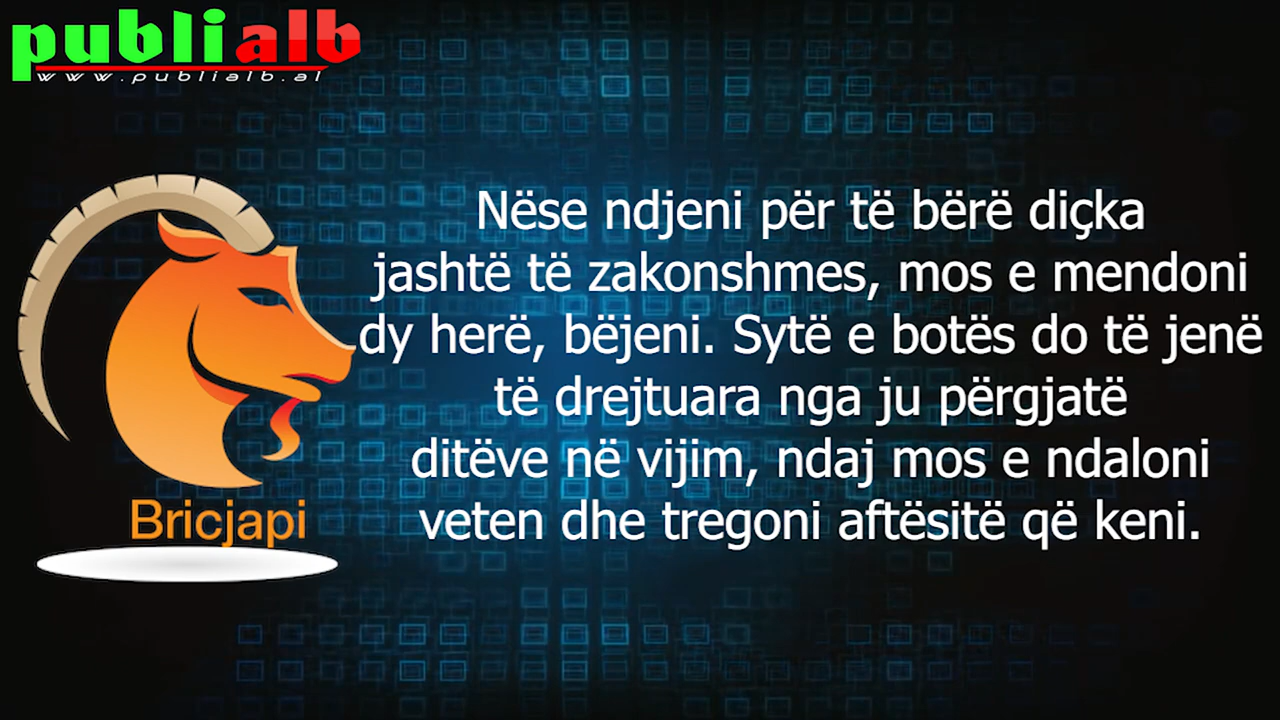 publialb
www.publialb.al
Nëse ndjeni për të bërë diçka
jashtë të zakonshmes, mos e mendoni
dy herë, bëjeni. Sytë e botës do të jenë
të drejtuara nga ju përgjatë
ditëve në vijim, ndaj mos e ndaloni
veten dhe tregoni aftësitë që keni.
Bricjapi